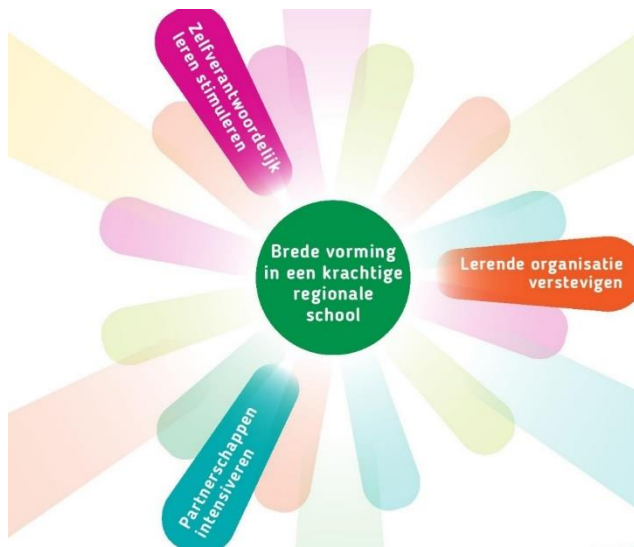 Zelfverantwoordelijk
leren stimuleren
Brede vorming
in een krachtige
regionale
school
Lerende organisatie
verstevigen
Partnerschappen
intensiveren